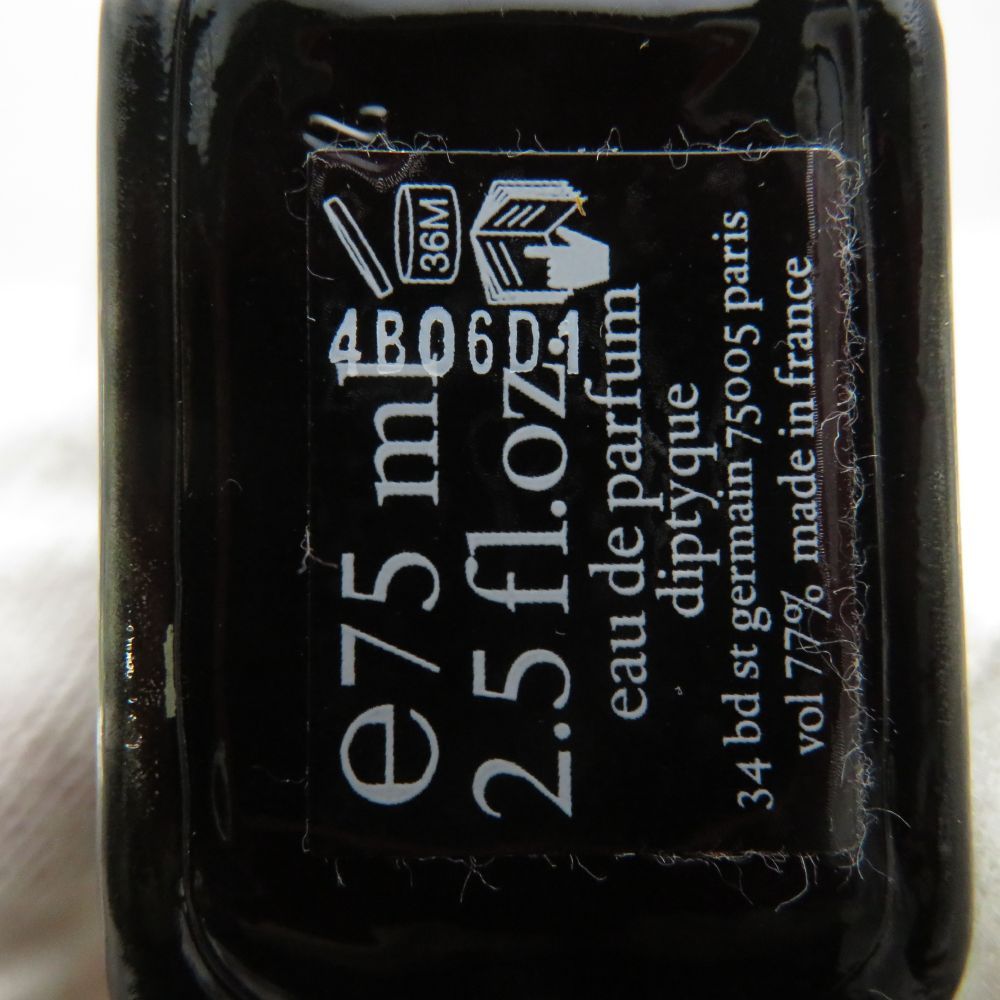 36M
4B06D1
e75 ml
2.5 fl.oz.
eau de parfum
diptyque
34 bd st germain 75005 paris
vol 77% made in france